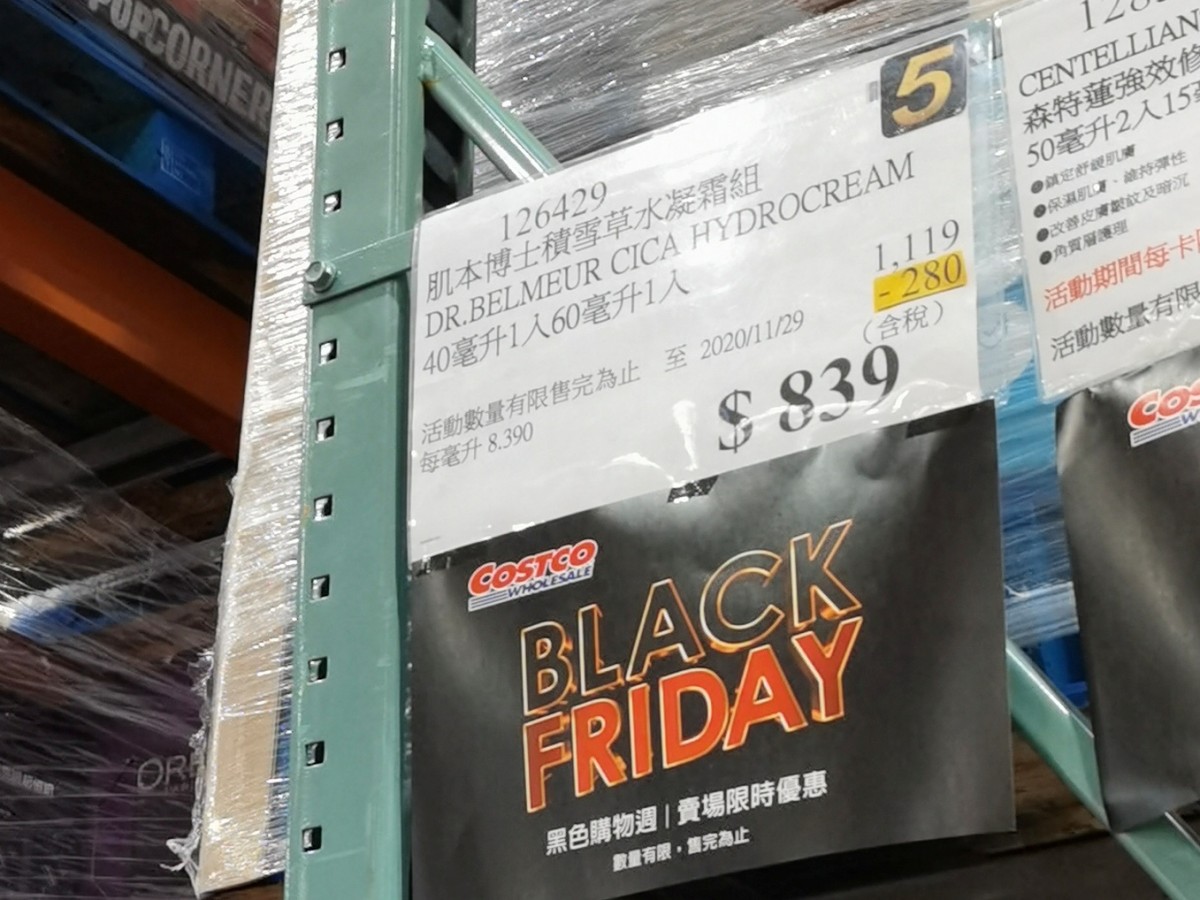 POPCORNER
5
126429
肌本博士積雪草水凝霜組
DR.BELMEUR CICA HYDROCREAM
40毫升1入60毫升1入
1,119
- 280
(含稅)
活動數量有限售完為止 至 2020/11/29
每毫升 8.390
$ 839
COSTCO
WHOLESALE
BLACK
FRIDAY
黑色購物週 | 賣場限時優惠
數量有限，售完為止
CENTELLIAN
森特蓮強效修
50毫升2入15
●鎮定舒緩肌膚
●保濕肌膚、維持彈性
●改善皮膚皺紋及暗沉
●角質層護理
活動期間每卡
活動數量有限
COS
W
OR